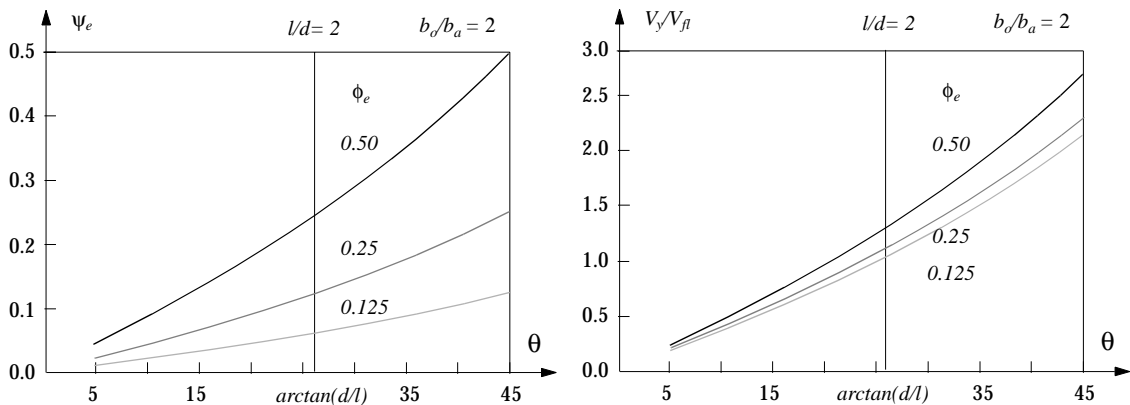 ψe
l/d= 2
bo/ba = 2
0.5
0.4
0.3
0.2
0.1
0.0
ϕe
0.50
0.25
0.125
θ
5
15
arctan(d/l)
35
45
Vy/Vfl
l/d= 2
bo/ba = 2
3.0
2.5
2.0
1.5
1.0
0.5
0.0
ϕe
0.50
0.25
0.125
θ
5
15
arctan(d/l)
35
45